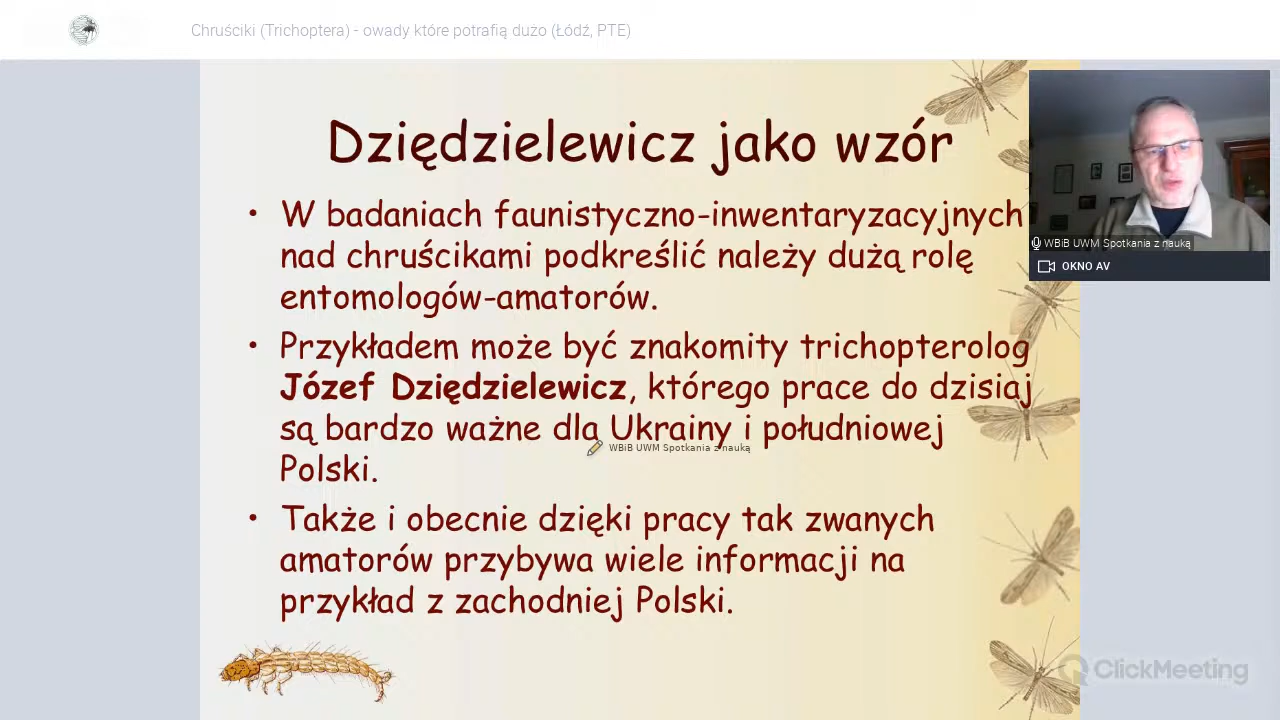 Chruściki (Trichoptera) - owady które potrafią dużo (Łódź, PTE)
Dziędzielewicz jako wzór
• W badaniach faunistyczno-inwentaryzacyjnych
nad chruścikami podkreślić należy dużą rolę
entomologów-amatorów.
• Przykładem może być znakomity trichopterolog
Józef Dziędzielewicz, którego prace do dzisiaj
są bardzo ważne dla Ukrainy i południowej
Polski.
• Także i obecnie dzięki pracy tak zwanych
amatorów przybywa wiele informacji na
przykład z zachodniej Polski.
WBiB UWM Spotkania z nauką
WBiB UWM Spotkania z nauką
OKNO AV
ClickMeeting